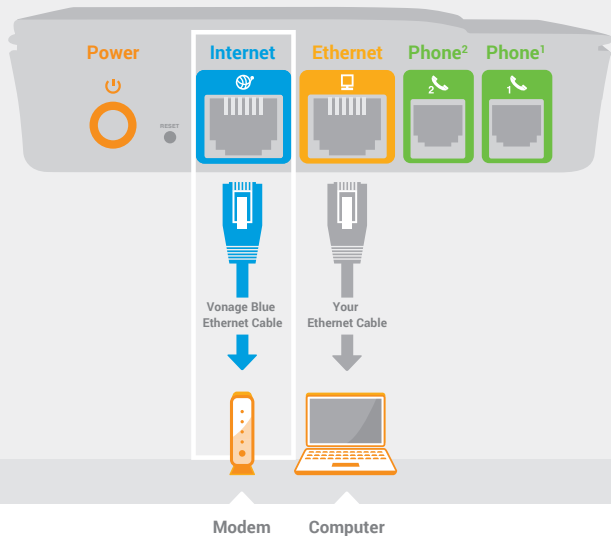 Power Internet Ethernet Phone² Phone¹
2 1
RESET
Vonage Blue
Ethernet Cable
Your
Ethernet Cable
Modem Computer